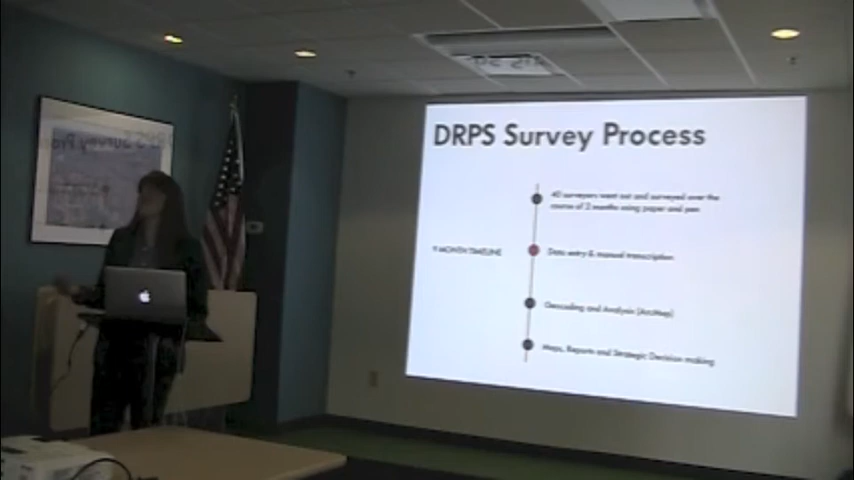 DRPS Survey Process
40 surveyors went out and surveyed over the
course of 2 months using paper and pen
9 MONTH TIMELINE
Data entry & manual transcription
Geocoding and Analysis (ArcMap)
Maps, Reports and Strategic Decision making